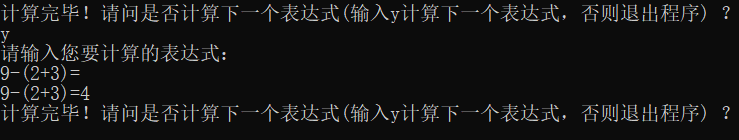 计算完毕！请问是否计算下一个表达式(输入y计算下一个表达式，否则退出程序) ？
y
请输入您要计算的表达式：
9-(2+3)=
9-(2+3)=4
计算完毕！请问是否计算下一个表达式(输入y计算下一个表达式，否则退出程序) ？